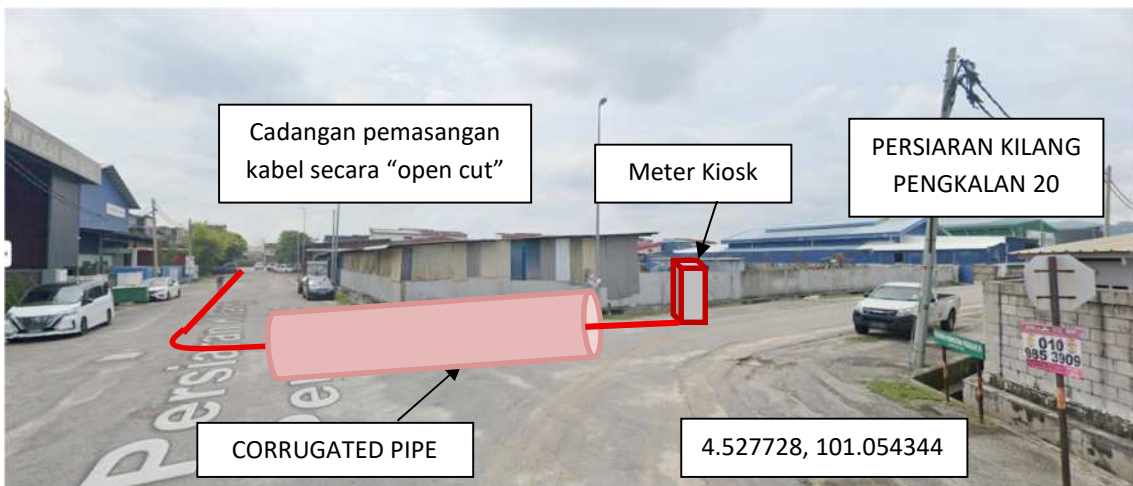 Cadangan pemasangan
kabel secara “open cut”
Meter Kiosk
PERSIARAN KILANG
PENGKALAN 20
010
985 3909
Persiaran
CORRUGATED PIPE
4.527728, 101.054344